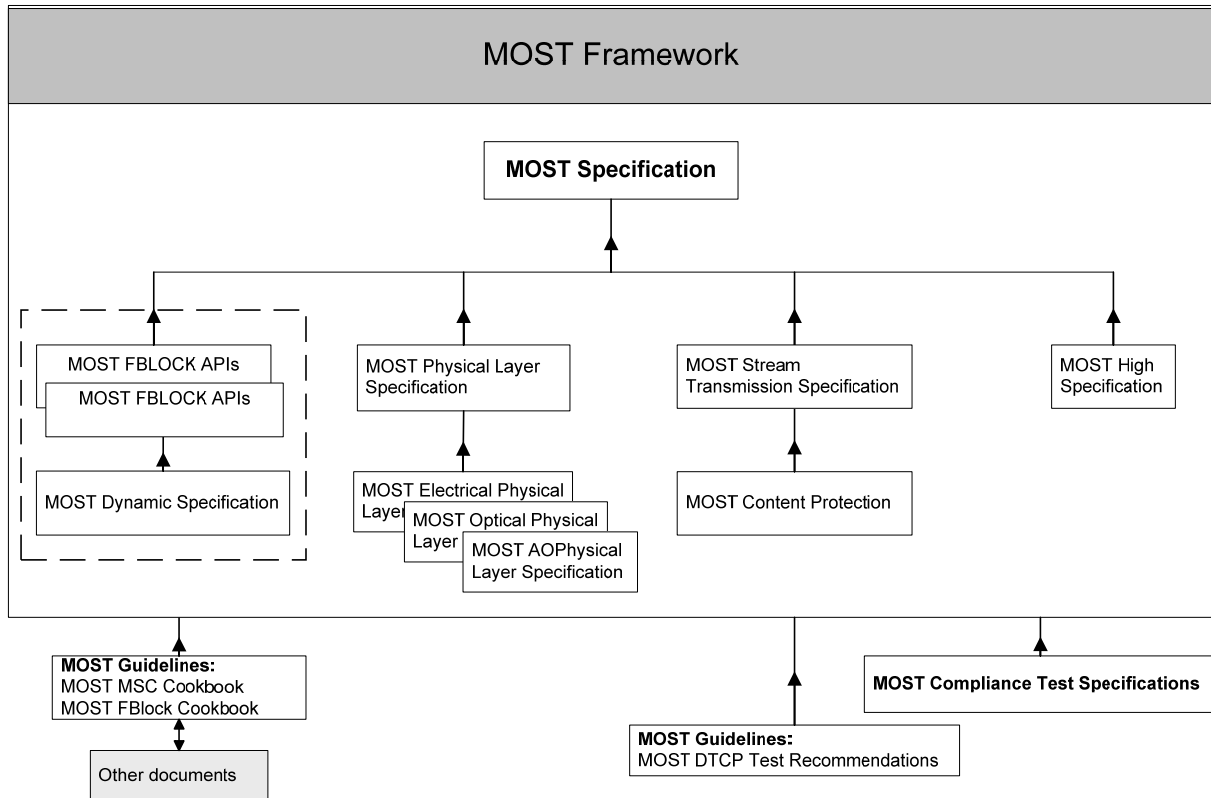 MOST Framework
MOST Specification
MOST FBLOCK APIs
MOST FBLOCK APIs
MOST Dynamic Specification
MOST Physical Layer
Specification
MOST Electrical Physical
Layer
MOST Optical Physical
Layer
MOST AOPhysical
Layer Specification
MOST Stream
Transmission Specification
MOST Content Protection
MOST High
Specification
MOST Guidelines:
MOST MSC Cookbook
MOST FBlock Cookbook
Other documents
MOST Guidelines:
MOST DTCP Test Recommendations
MOST Compliance Test Specifications